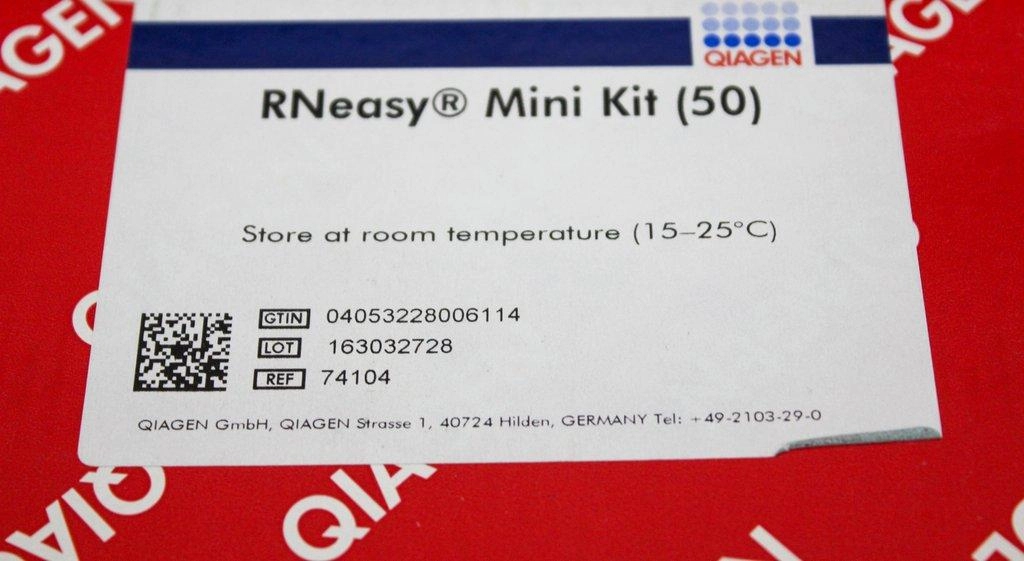 QIAGEN
RNeasy® Mini Kit (50)
Store at room temperature (15–25°C)
GTIN 04053228006114
LOT 163032728
REF 74104
QIAGEN GmbH, QIAGEN Strasse 1, 40724 Hilden, GERMANY Tel: +49-2103-29-0